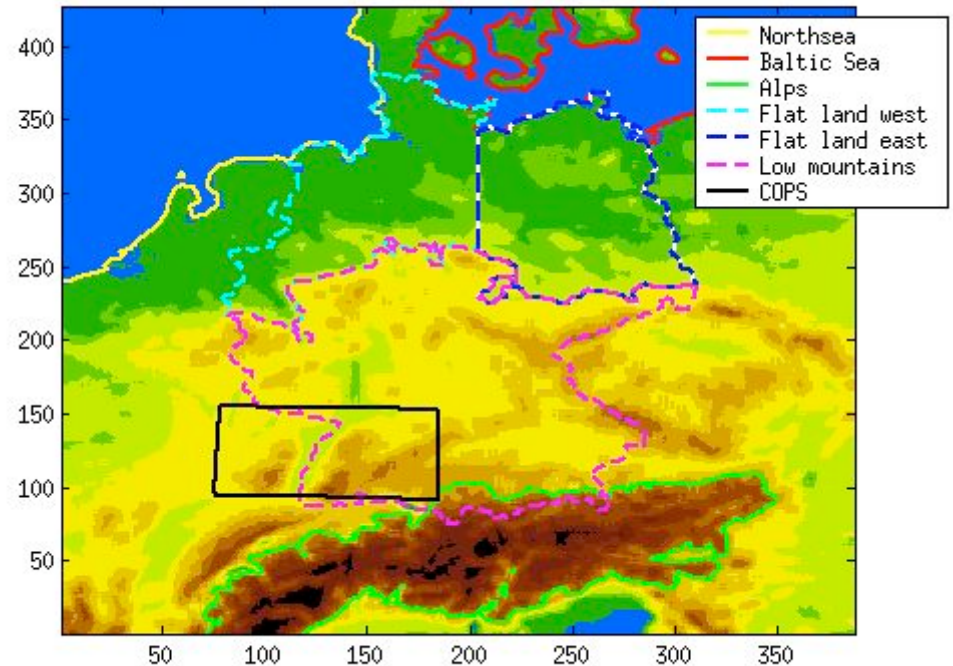 Northsea
Baltic Sea
Alps
Flat land west
Flat land east
Low mountains
COPS
400
350
300
250
200
150
100
50
50
100
150
200
250
300
350